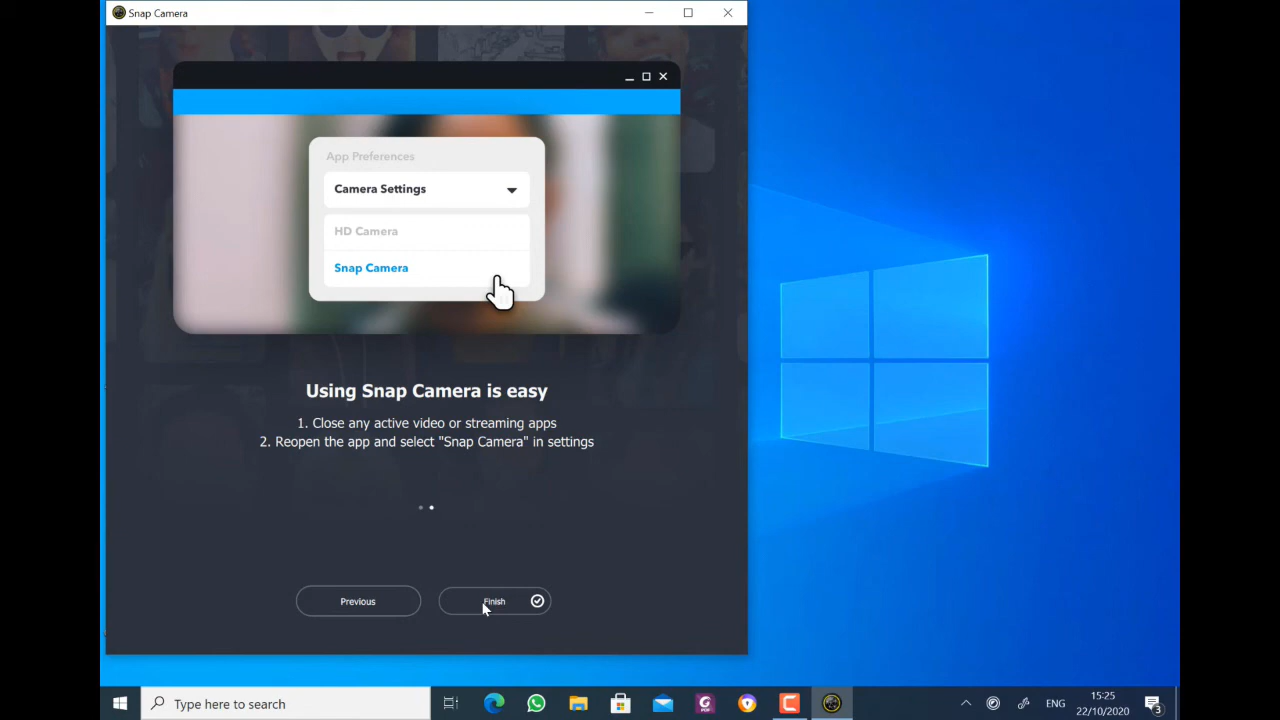 Snap Camera
App Preferences
Camera Settings
HD Camera
Snap Camera
Using Snap Camera is easy
1. Close any active video or streaming apps
2. Reopen the app and select "Snap Camera" in settings
Previous
Finish
Type here to search
ENG
15:25
22/10/2020
3